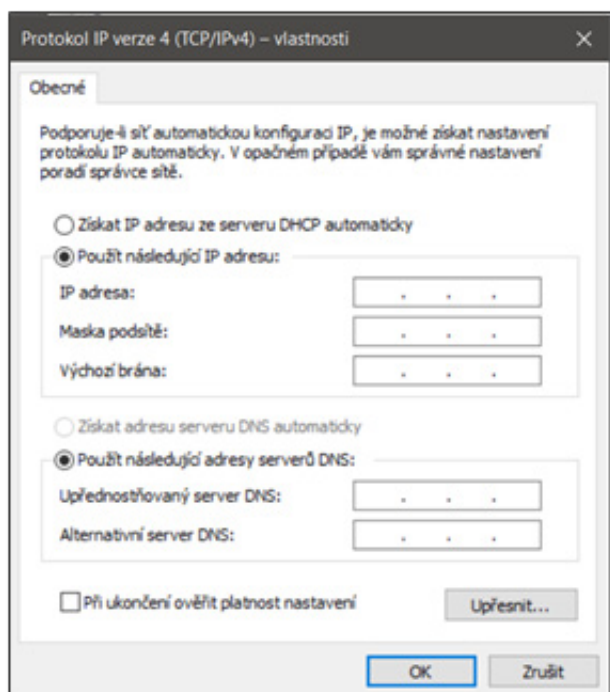 Protokol IP verze 4 (TCP/IPv4) – vlastnosti
Obecné
Podporuje-li síť automatickou konfiguraci IP, je možné získat nastavení
protokolu IP automaticky. V opačném případě vám správné nastavení
poradí správce sítě.
Získat IP adresu ze serveru DHCP automaticky
Použít následující IP adresu:
IP adresa:
Maska podsítě:
Výchozí brána:
Získat adresu serveru DNS automaticky
Použít následující adresy serverů DNS:
Upřednostňovaný server DNS:
Alternativní server DNS:
Při ukončení ověřit platnost nastavení
Upřesnit...
OK
Zrušit